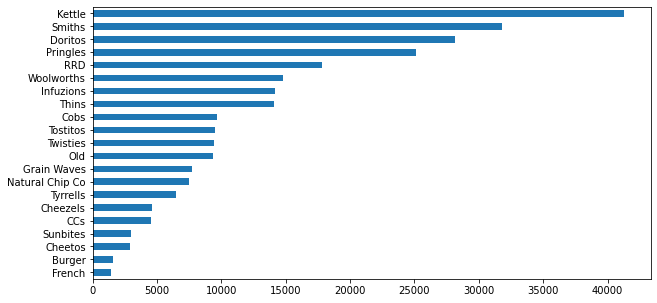 Kettle
Smiths
Doritos
Pringles
RRD
Woolworths
Infuzions
Thins
Cobs
Tostitos
Twisties
Old
Grain Waves
Natural Chip Co
Tyrrells
Cheezels
CCs
Sunbites
Cheetos
Burger
French
0 5000 10000 15000 20000 25000 30000 35000 40000